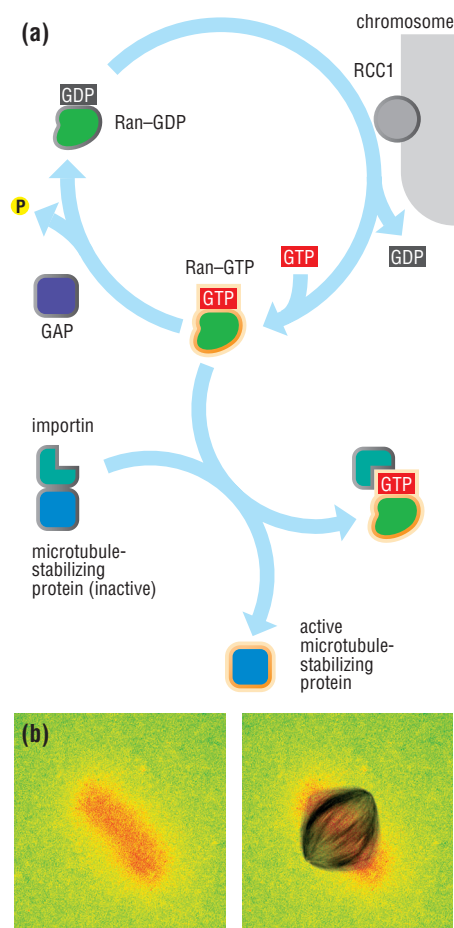 (a)
chromosome
RCC1
GDP
Ran–GDP
P
GDP
GTP
Ran–GTP
GTP
GAP
importin
GTP
microtubule-
stabilizing
protein (inactive)
active
microtubule-
stabilizing
protein
(b)